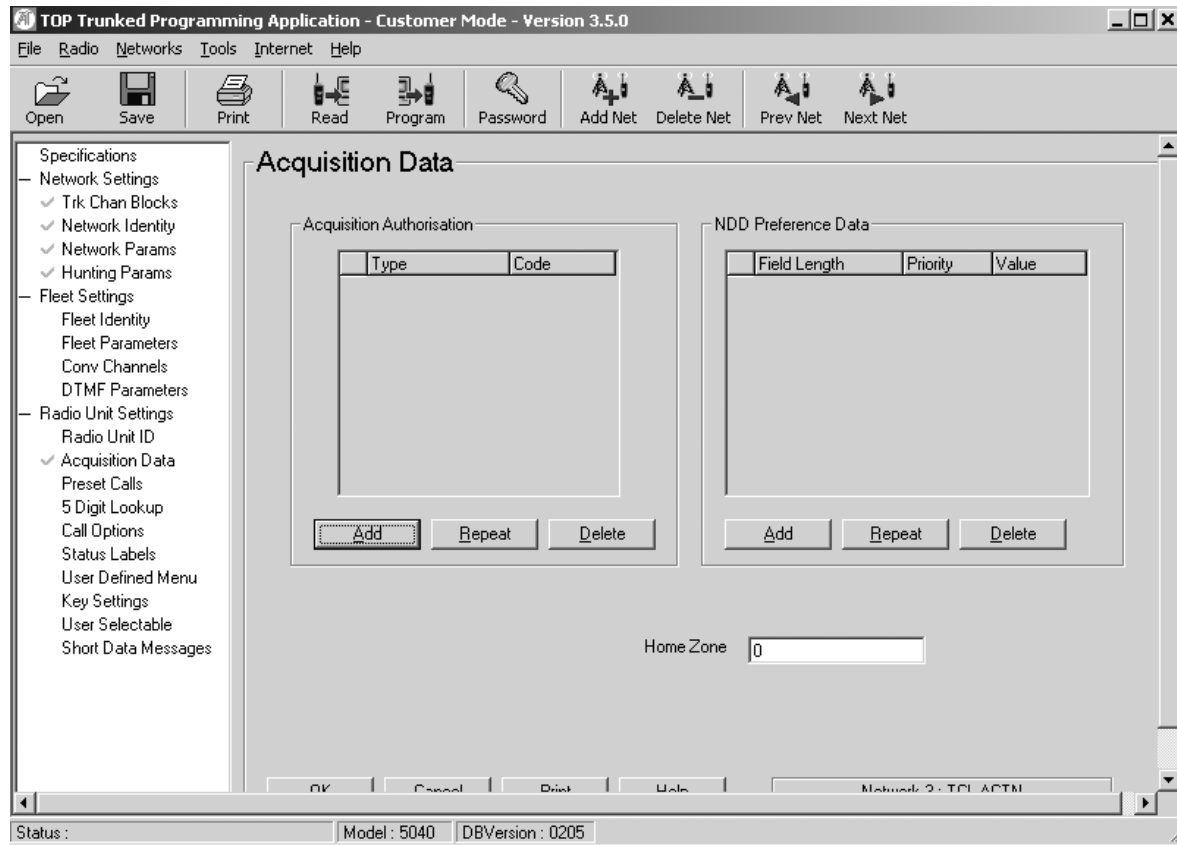 TOP Trunked Programming Application - Customer Mode - Version 3.5.0
File Radio Networks Tools Internet Help
Open Save Print Read Program Password Add Net Delete Net Prev Net Next Net
Specifications
Network Settings
Trk Chan Blocks
Network Identity
Network Params
Hunting Params
Fleet Settings
Fleet Identity
Fleet Parameters
Conv Channels
DTMF Parameters
Radio Unit Settings
Radio Unit ID
Acquisition Data
Preset Calls
5 Digit Lookup
Call Options
Status Labels
User Defined Menu
Key Settings
User Selectable
Short Data Messages
Acquisition Data
Acquisition Authorisation
Type Code
Add Repeat Delete
NDD Preference Data
Field Length Priority Value
Add Repeat Delete
Home Zone 0
OK Cancel Print Help
Status : Model : 5040 DBVersion : 0205